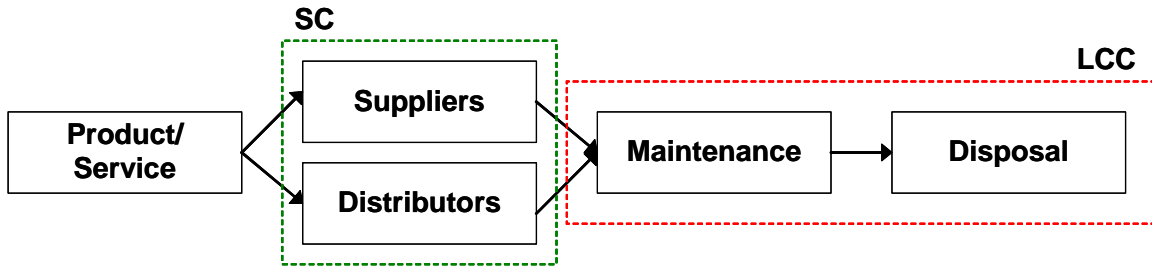 SC
LCC
Suppliers
Product/
Service
Maintenance
Disposal
Distributors